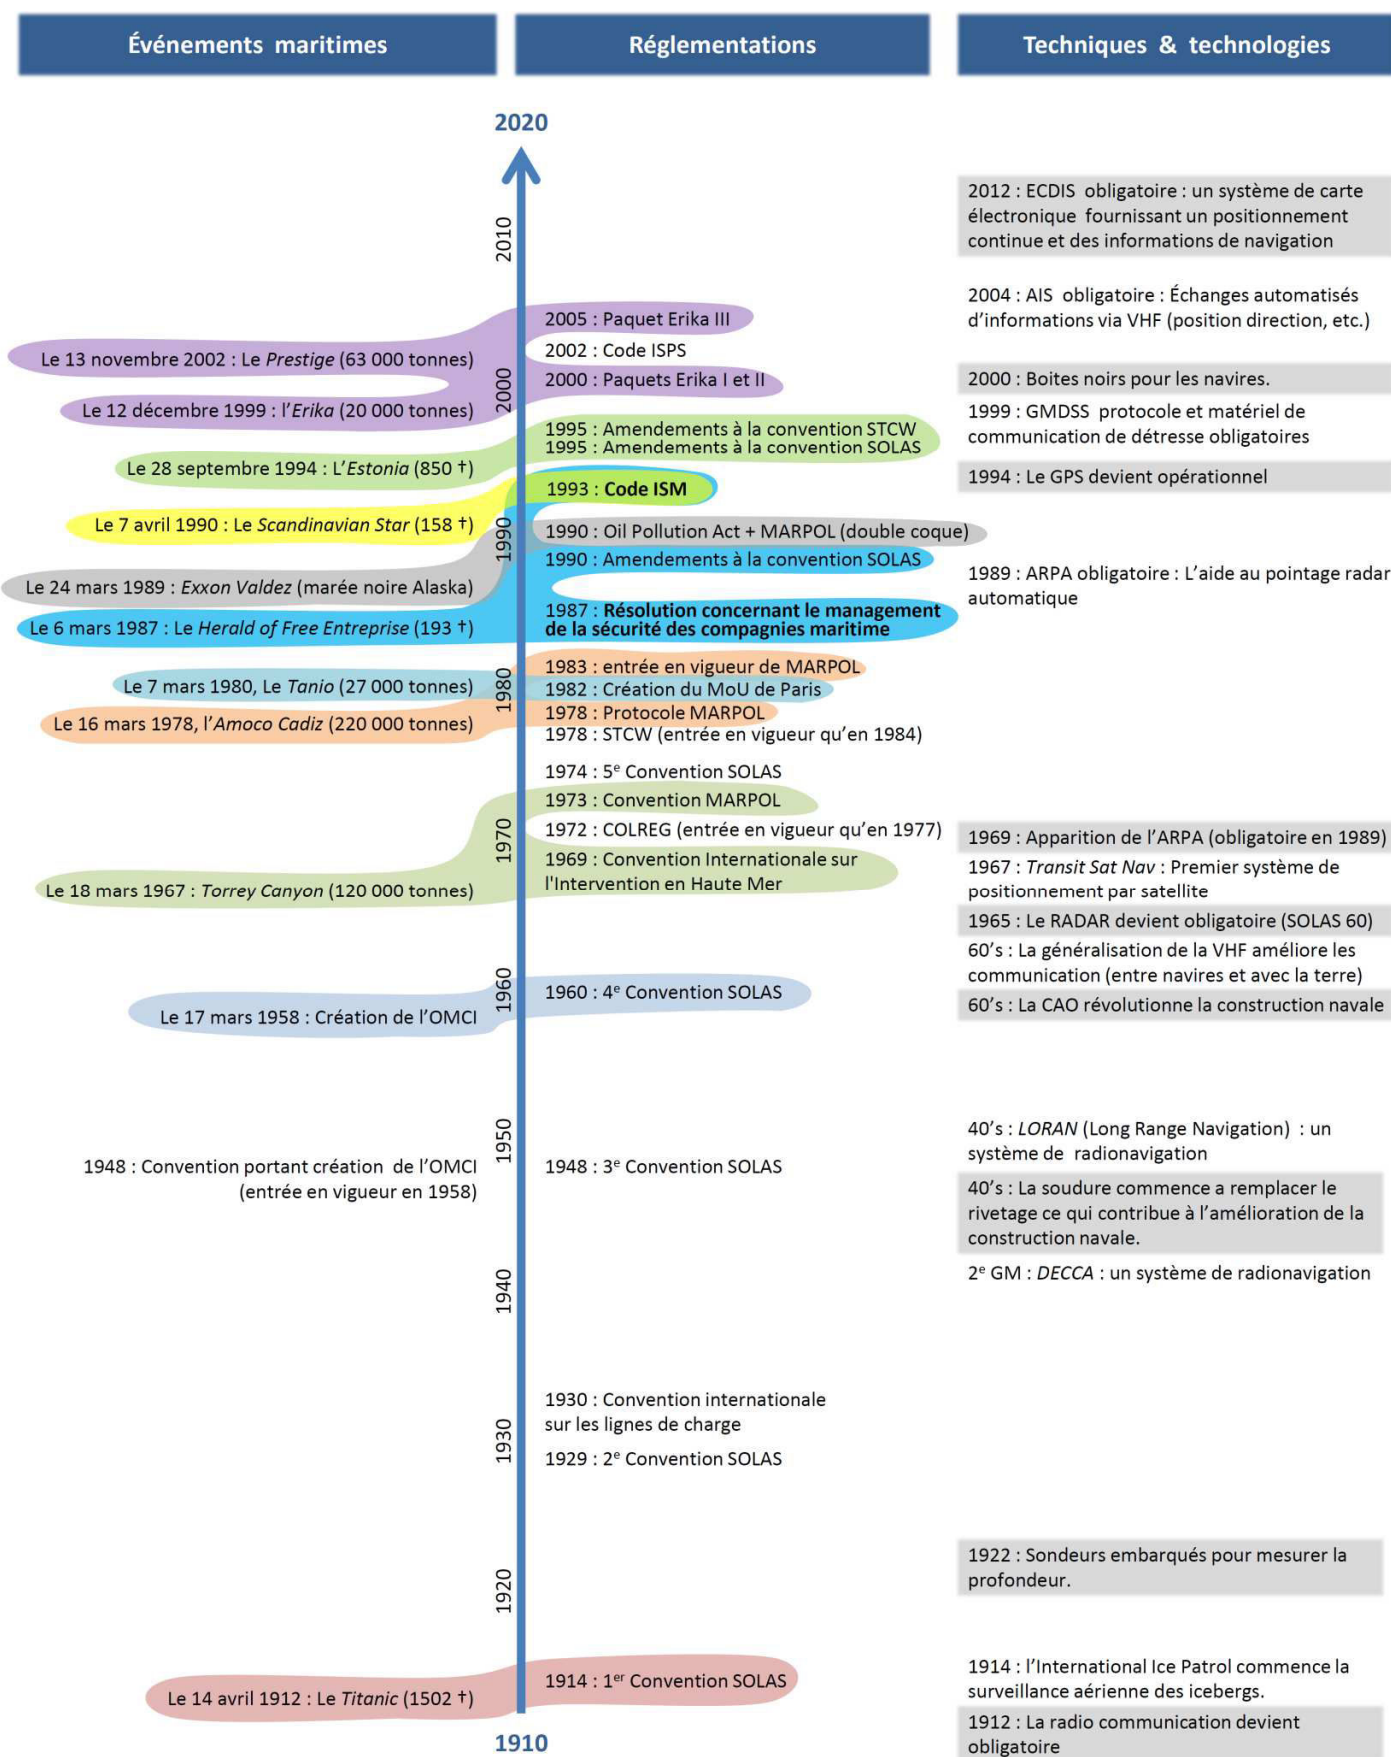 Événements maritimes
Réglementations
Techniques & technologies
2020
2010
2000
1990
1980
1970
1960
1950
1940
1930
1920
1910
Le 13 novembre 2002 : Le Prestige (63 000 tonnes)
Le 12 décembre 1999 : l'Erika (20 000 tonnes)
Le 28 septembre 1994 : L'Estonia (850 †)
Le 7 avril 1990 : Le Scandinavian Star (158 †)
Le 24 mars 1989 : Exxon Valdez (marée noire Alaska)
Le 6 mars 1987 : Le Herald of Free Entreprise (193 †)
Le 7 mars 1980, Le Tanio (27 000 tonnes)
Le 16 mars 1978, l'Amoco Cadiz (220 000 tonnes)
Le 18 mars 1967 : Torrey Canyon (120 000 tonnes)
Le 17 mars 1958 : Création de l'OMCI
1948 : Convention portant création de l'OMCI
(entrée en vigueur en 1958)
Le 14 avril 1912 : Le Titanic (1502 †)
2005 : Paquet Erika III
2002 : Code ISPS
2000 : Paquets Erika I et II
1995 : Amendements à la convention STCW
1995 : Amendements à la convention SOLAS
1993 : Code ISM
1990 : Oil Pollution Act + MARPOL (double coque)
1990 : Amendements à la convention SOLAS
1987 : Résolution concernant le management
de la sécurité des compagnies maritime
1983 : entrée en vigueur de MARPOL
1982 : Création du MoU de Paris
1978 : Protocole MARPOL
1978 : STCW (entrée en vigueur qu'en 1984)
1974 : 5e Convention SOLAS
1973 : Convention MARPOL
1972 : COLREG (entrée en vigueur qu'en 1977)
1969 : Convention Internationale sur
l'Intervention en Haute Mer
1960 : 4e Convention SOLAS
1948 : 3e Convention SOLAS
1930 : Convention internationale
sur les lignes de charge
1929 : 2e Convention SOLAS
1914 : 1er Convention SOLAS
2012 : ECDIS obligatoire : un système de carte
électronique fournissant un positionnement
continue et des informations de navigation
2004 : AIS obligatoire : Échanges automatisés
d'informations via VHF (position direction, etc.)
2000 : Boites noirs pour les navires.
1999 : GMDSS protocole et matériel de
communication de détresse obligatoires
1994 : Le GPS devient opérationnel
1989 : ARPA obligatoire : L'aide au pointage radar
automatique
1969 : Apparition de l'ARPA (obligatoire en 1989)
1967 : Transit Sat Nav : Premier système de
positionnement par satellite
1965 : Le RADAR devient obligatoire (SOLAS 60)
60's : La généralisation de la VHF améliore les
communication (entre navires et avec la terre)
60's : La CAO révolutionne la construction navale
40's : LORAN (Long Range Navigation) : un
système de radionavigation
40's : La soudure commence a remplacer le
rivetage ce qui contribue à l'amélioration de la
construction navale.
2e GM : DECCA : un système de radionavigation
1922 : Sondeurs embarqués pour mesurer la
profondeur.
1914 : l'International Ice Patrol commence la
surveillance aérienne des icebergs.
1912 : La radio communication devient
obligatoire